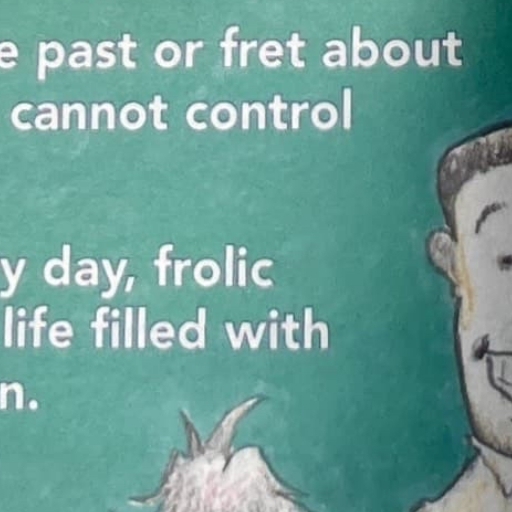 e past or fret about
cannot control
y day, frolic
life filled with
n.